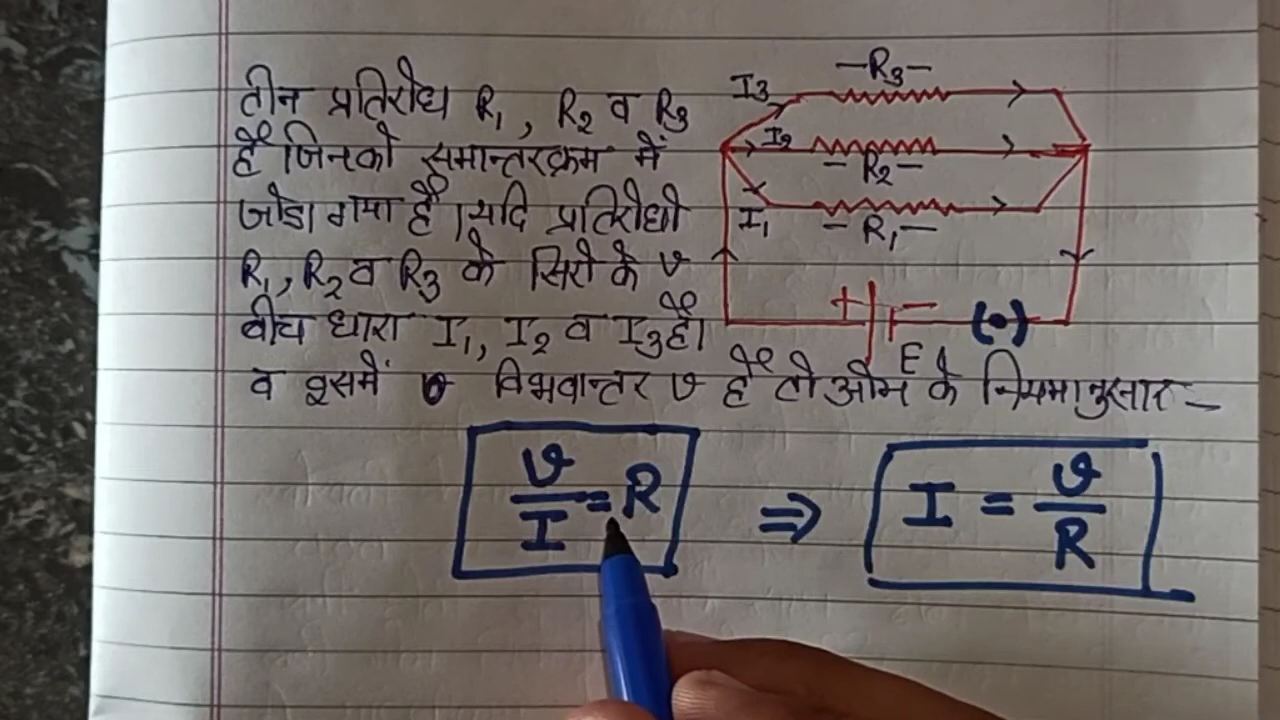 तीन प्रतिरोध R₁, R₂ व R₃
है जिनको समान्तरक्रम में
जोडा गया है। यदि प्रतिरोधो
R₁, R₂ व R₃ के सिरो के v
बीच धारा I₁, I₂ व I₃ है।
व इसमें विभवान्तर v है तो ओम के नियमानुसार -
I₃ -R₃-
I₂ -R₂-
I₁ -R₁-
+ -
E (•)
v/I = R ⇒ I = v/R